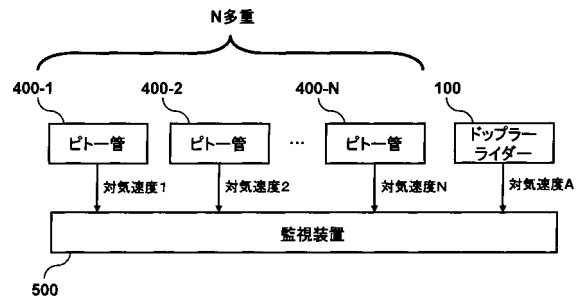 N多重
400-1
400-2
400-N
100
ピトー管
ピトー管
…
ピトー管
ドップラー
ライダー
対気速度1
対気速度2
対気速度N
対気速度A
監視装置
500